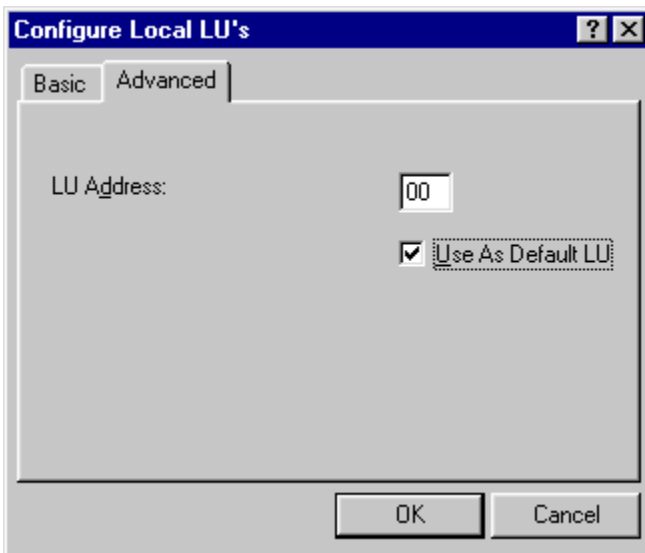 Configure Local LU's
Basic Advanced
LU Address: 00
Use As Default LU
OK Cancel